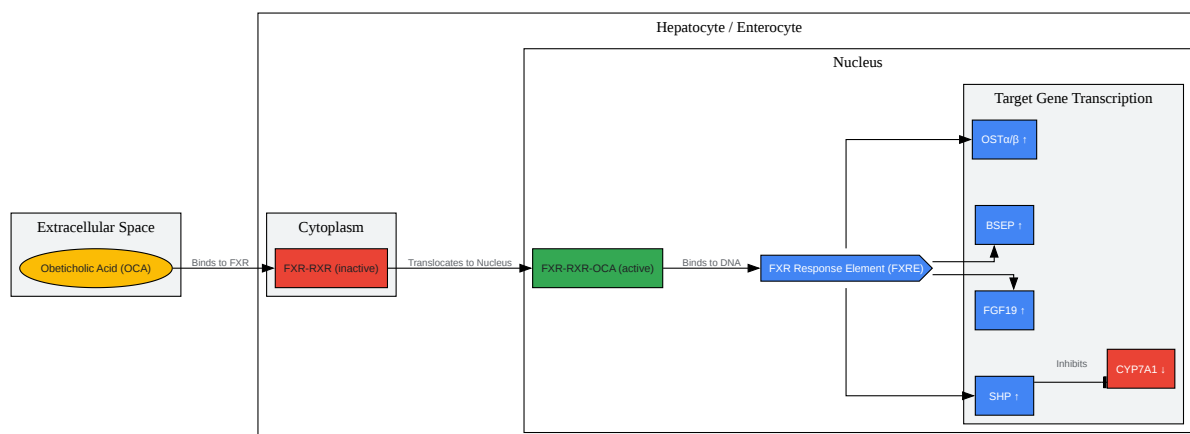 Hepatocyte / Enterocyte
Nucleus
Target Gene Transcription
OSTα/β ↑
Extracellular Space
Cytoplasm
BSEP ↑
Obeticholic Acid (OCA)
Binds to FXR
FXR-RXR (inactive)
Translocates to Nucleus
FXR-RXR-OCA (active)
Binds to DNA
FXR Response Element (FXRE)
FGF19 ↑
Inhibits
CYP7A1 ↓
SHP ↑